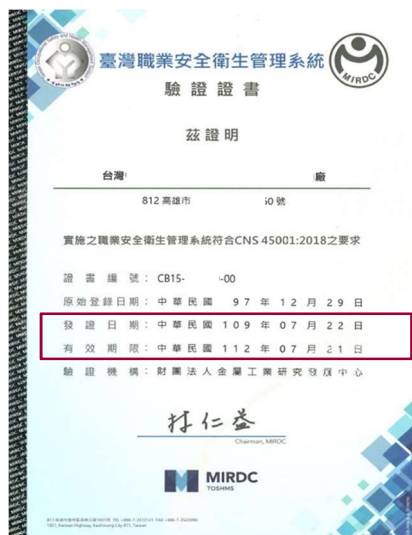 臺灣職業安全衛生管理系統
MIRDC
驗證證書
茲證明
台灣 廠
812 高雄市 60 號
實施之職業安全衛生管理系統符合CNS 45001:2018之要求
證書編號：CB15- -00
原始登錄日期：中華民國 97 年 12 月 29 日
發證日期：中華民國 109 年 07 月 22 日
有效期限：中華民國 112 年 07 月 21 日
驗證機構：財團法人金屬工業研究發展中心
林仁益
Chairman, MIRDC
MIRDC
TOSHMS